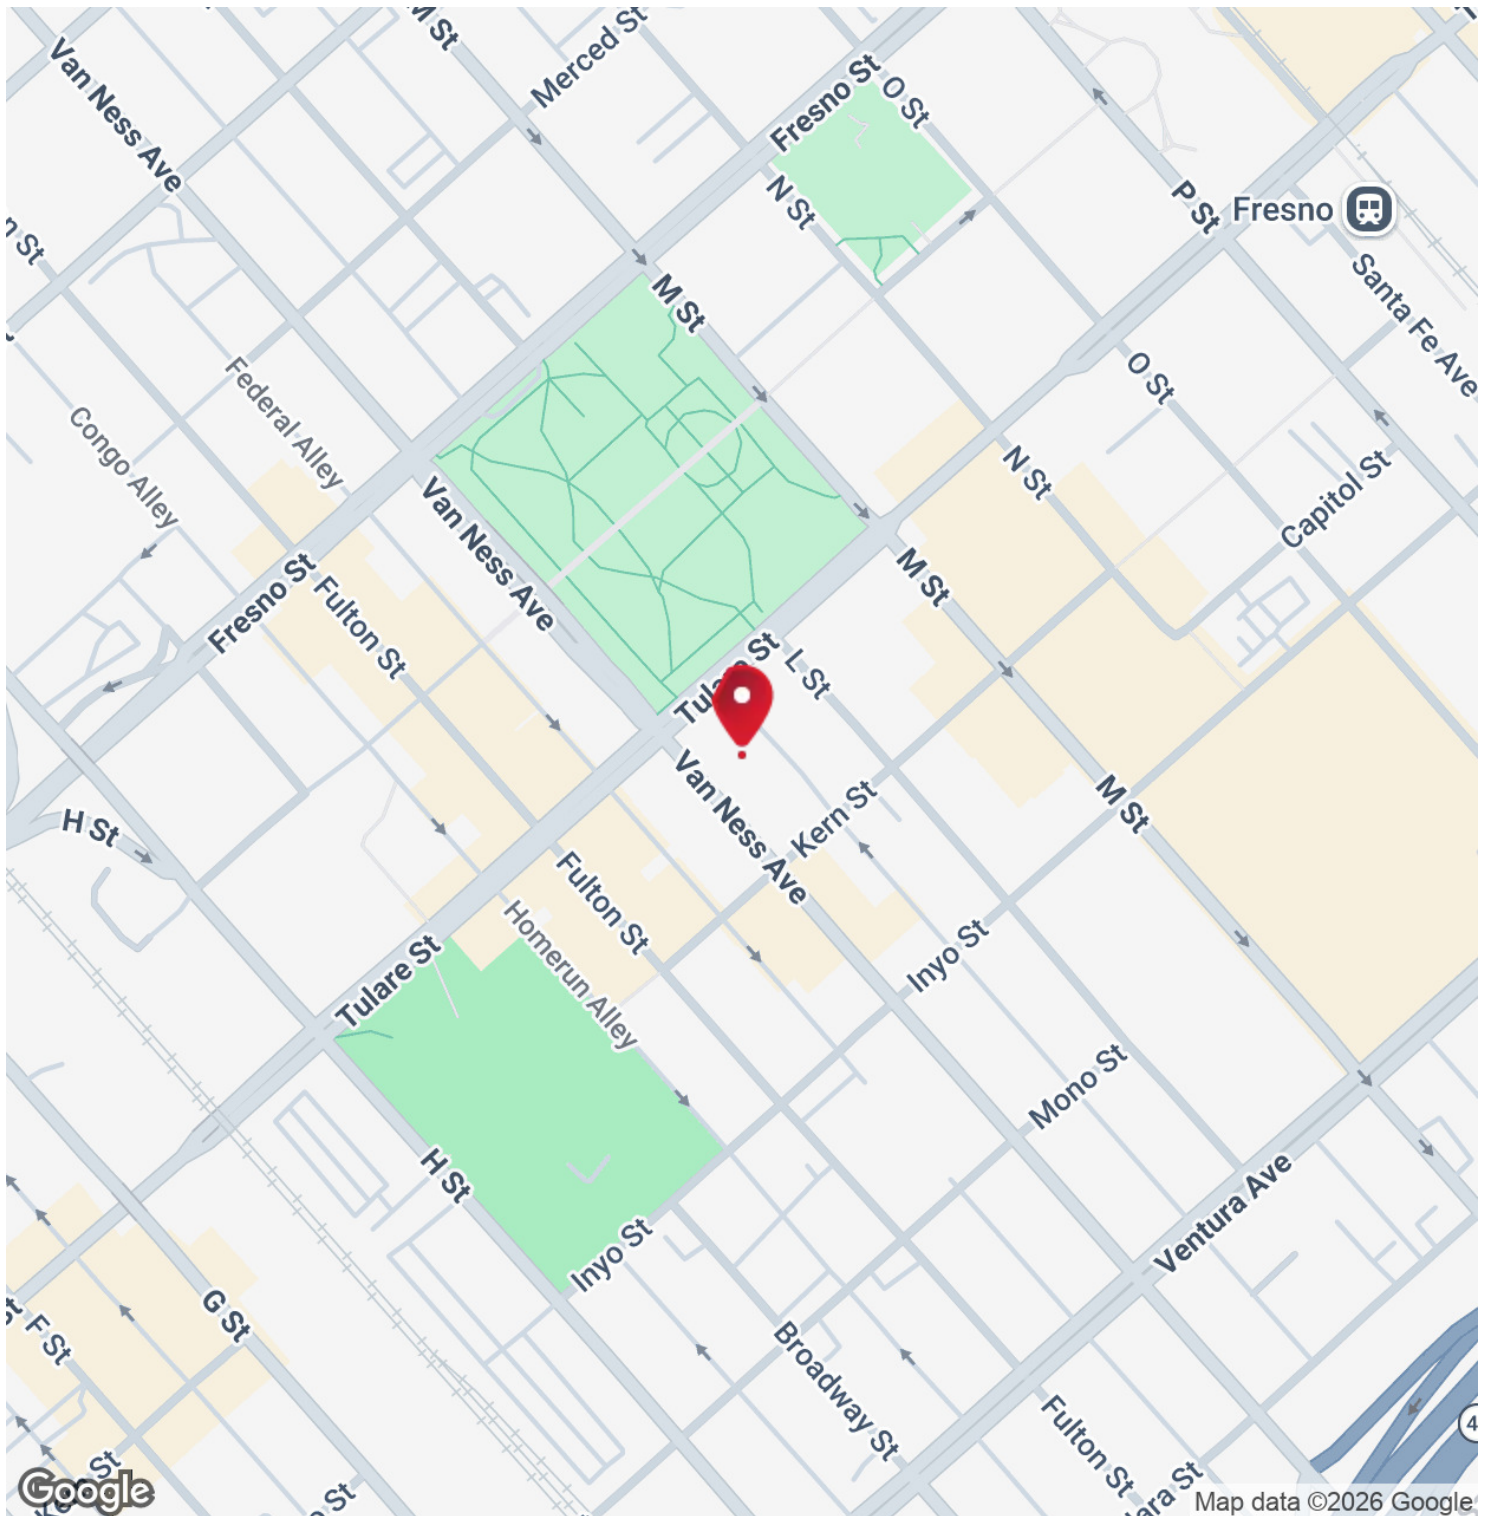 M St
Merced St
Van Ness Ave
Fresno St
O St
N St
P St
Fresno
M St
Santa Fe Ave
Federal Alley
O St
Congo Alley
N St
Capitol St
Van Ness Ave
Fresno St
Fulton St
M St
Tulare St
L St
Van Ness Ave
H St
Kern St
M St
Fulton St
Homerun Alley
Inyo St
Tulare St
Mono St
H St
Ventura Ave
Inyo St
G St
F St
Broadway St
Fulton St
4
Google
Map data ©2026 Google